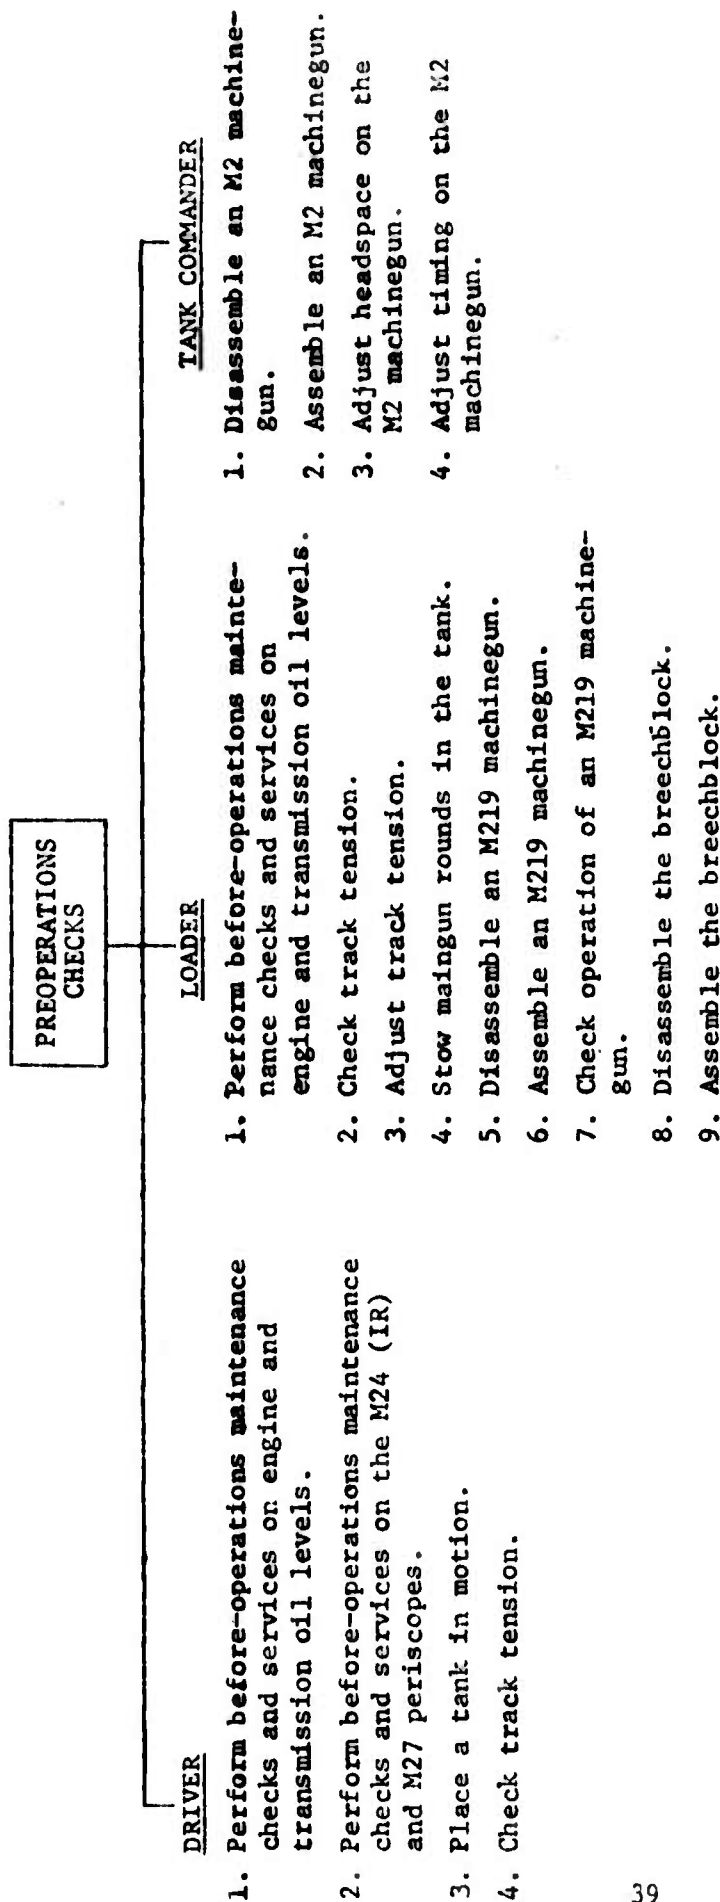 PREOPERATIONS
CHECKS
DRIVER
1. Perform before-operations maintenance
checks and services on engine and
transmission oil levels.
2. Perform before-operations maintenance
checks and services on the M24 (IR)
and M27 periscopes.
3. Place a tank in motion.
4. Check track tension.
LOADER
1. Perform before-operations mainte-
nance checks and services on
engine and transmission oil levels.
2. Check track tension.
3. Adjust track tension.
4. Stow maingun rounds in the tank.
5. Disassemble an M219 machinegun.
6. Assemble an M219 machinegun.
7. Check operation of an M219 machine-
gun.
8. Disassemble the breechblock.
9. Assemble the breechblock.
TANK COMMANDER
1. Disassemble an M2 machine-
gun.
2. Assemble an M2 machinegun.
3. Adjust headspace on the
M2 machinegun.
4. Adjust timing on the M2
machinegun.
39